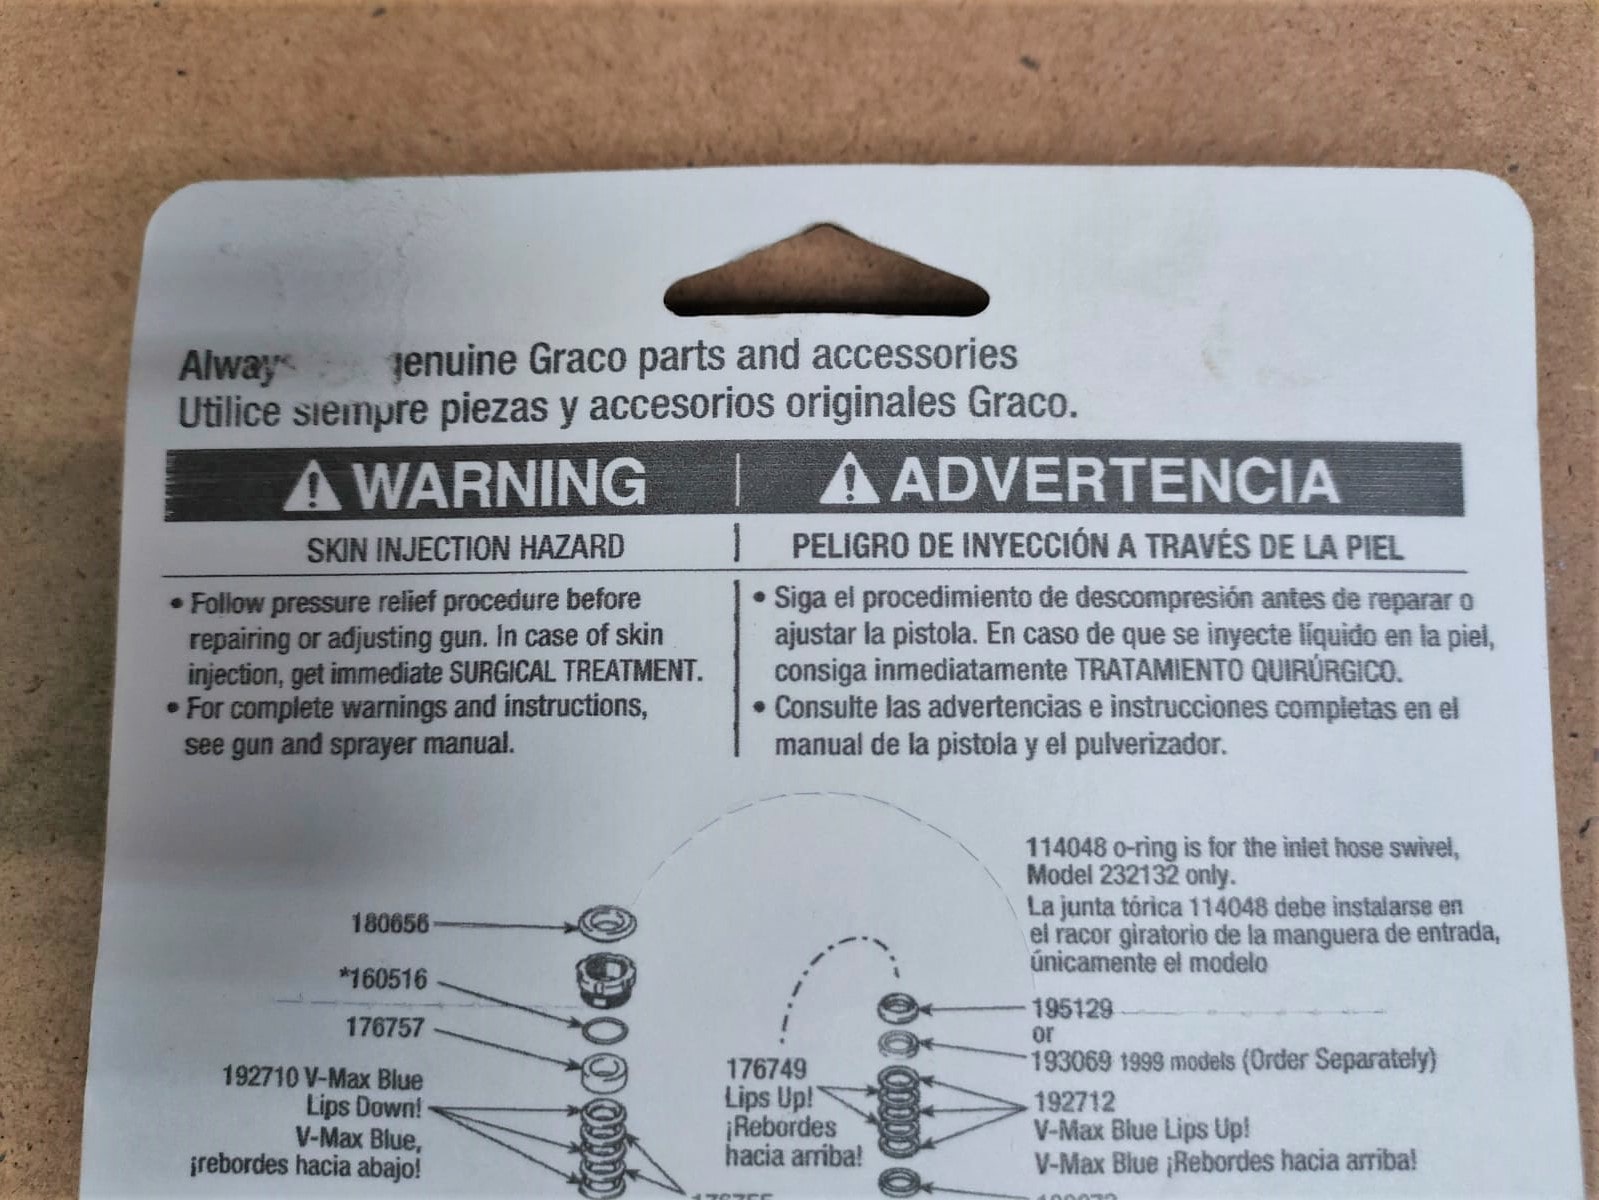 genuine Graco parts and accessories
Utilice siempre piezas y accesorios originales Graco.
WARNING
ADVERTENCIA
SKIN INJECTION HAZARD
PELIGRO DE INYECCIÓN A TRAVÉS DE LA PIEL
• Follow pressure relief procedure before
repairing or adjusting gun. In case of skin
injection, get immediate SURGICAL TREATMENT.
• For complete warnings and instructions,
see gun and sprayer manual.
• Siga el procedimiento de descompresión antes de reparar o
ajustar la pistola. En caso de que se inyecte líquido en la piel,
consiga inmediatamente TRATAMIENTO QUIRÚRGICO.
• Consulte las advertencias e instrucciones completas en el
manual de la pistola y el pulverizador.
114048 o-ring is for the inlet hose swivel,
Model 232132 only.
La junta tórica 114048 debe instalarse en
el racor giratorio de la manguera de entrada,
únicamente el modelo
180656
*160516
176757
192710 V-Max Blue
Lips Down!
V-Max Blue,
¡rebordes hacia abajo!
176749
Lips Up!
¡Rebordes
hacia arriba!
195129
or
193069 1999 models (Order Separately)
192712
V-Max Blue Lips Up!
V-Max Blue ¡Rebordes hacia arriba!